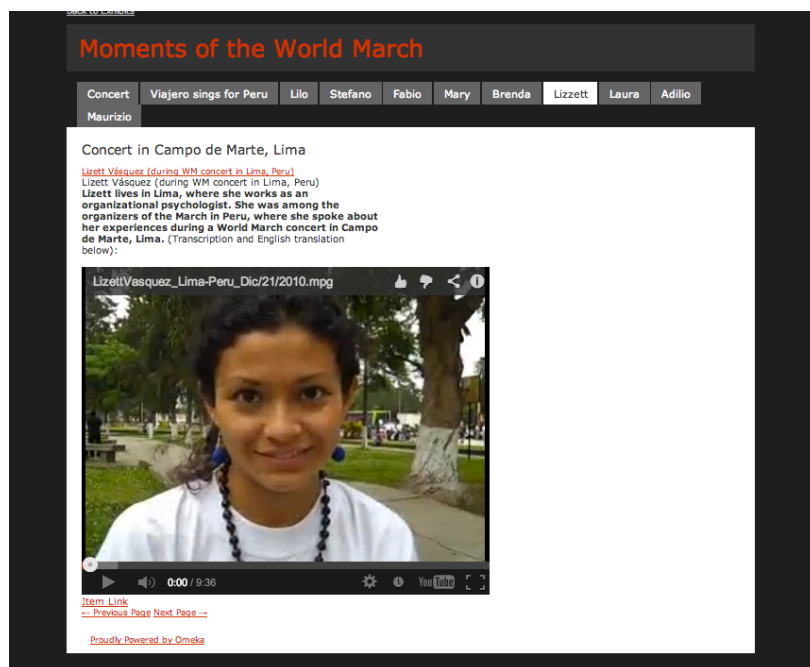 Back to Exhibits
Moments of the World March
Concert Viajero sings for Peru Lilo Stefano Fabio Mary Brenda Lizzett Laura Adilio
Maurizio
Concert in Campo de Marte, Lima
Lizett Vásquez (during WM concert in Lima, Peru)
Lizett Vásquez (during WM concert in Lima, Peru)
Lizett lives in Lima, where she works as an
organizational psychologist. She was among the
organizers of the March in Peru, where she spoke about
her experiences during a World March concert in Campo
de Marte, Lima. (Transcription and English translation
below):
LizettVasquez_Lima-Peru_Dic/21/2010.mpg
0:00 / 9:36
YouTube
Item Link
← Previous Page Next Page →
Proudly Powered by Omeka